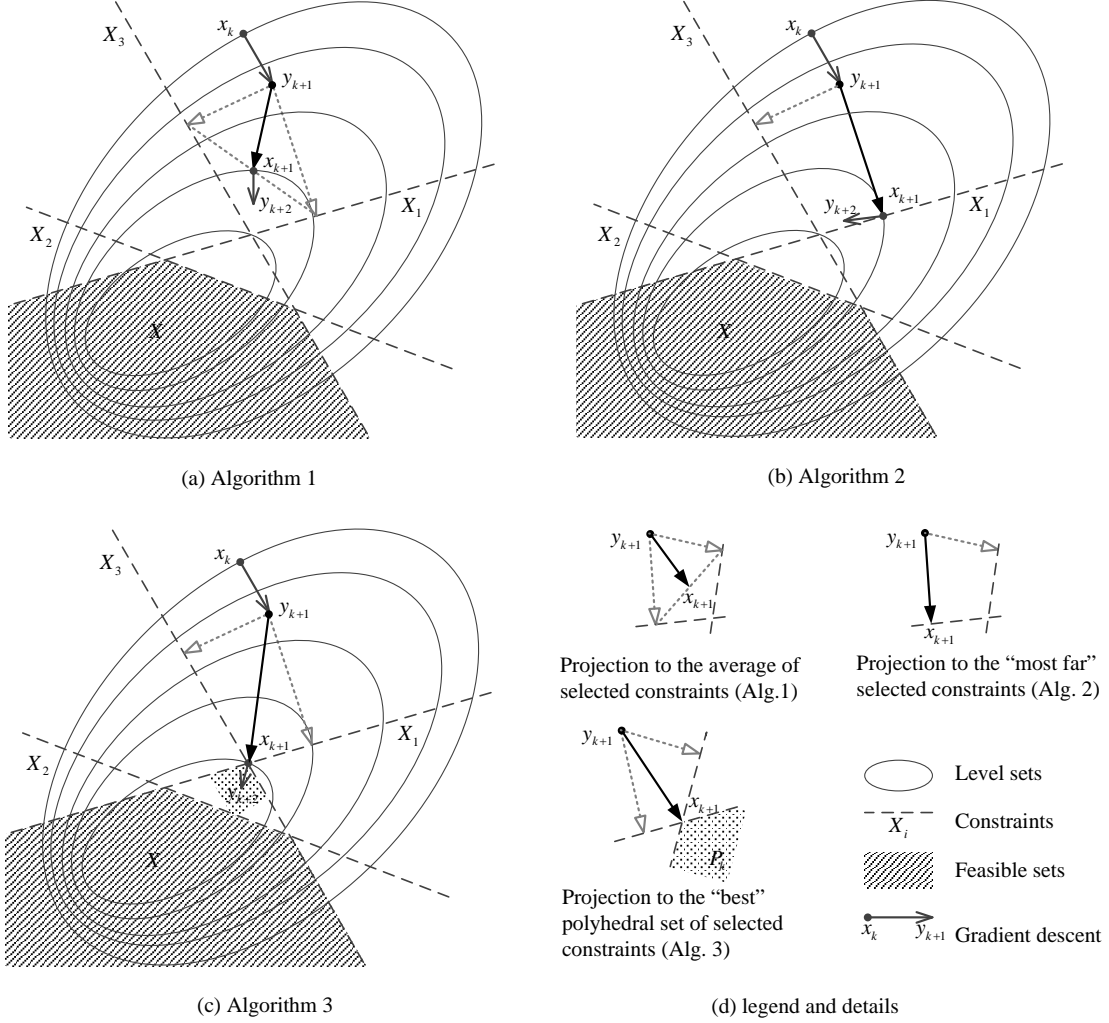 X_3
x_k
y_{k+1}
x_{k+1}
y_{k+2}
X_1
X_2
X
(a) Algorithm 1
X_3
x_k
y_{k+1}
x_{k+1}
y_{k+2}
X_1
X_2
X
(b) Algorithm 2
X_3
x_k
y_{k+1}
x_{k+1}
X_1
X_2
y_{k+2}
X
(c) Algorithm 3
y_{k+1}
x_{k+1}
Projection to the average of
selected constraints (Alg.1)
y_{k+1}
x_{k+1}
Projection to the “most far”
selected constraints (Alg. 2)
y_{k+1}
x_{k+1}
P_k
Projection to the “best”
polyhedral set of selected
constraints (Alg. 3)
Level sets
X_i
Constraints
Feasible sets
x_k
y_{k+1}
Gradient descent
(d) legend and details